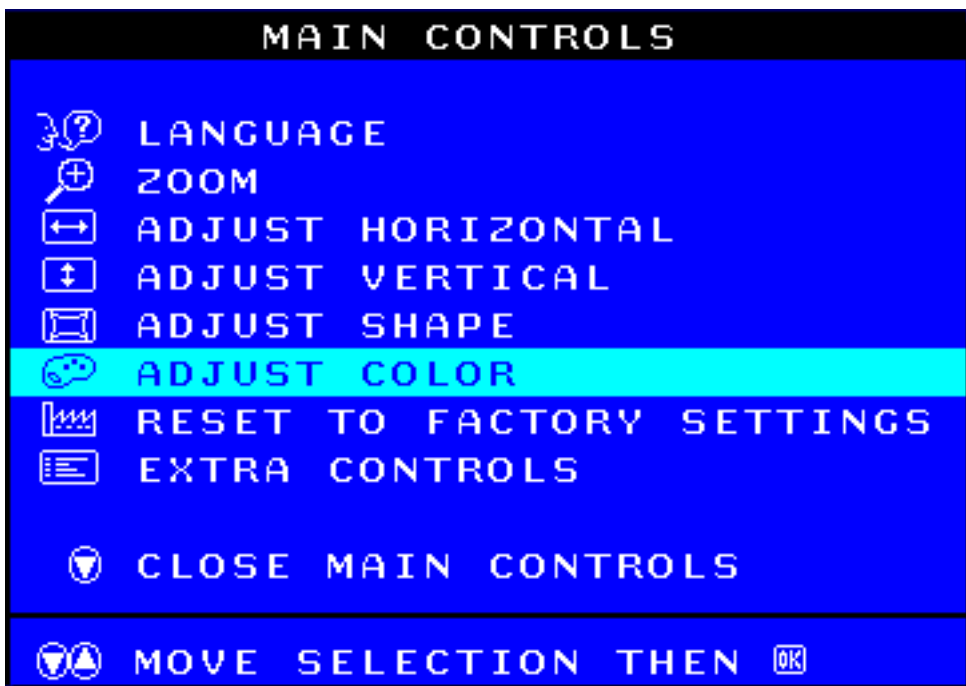 MAIN CONTROLS
LANGUAGE
ZOOM
ADJUST HORIZONTAL
ADJUST VERTICAL
ADJUST SHAPE
ADJUST COLOR
RESET TO FACTORY SETTINGS
EXTRA CONTROLS
CLOSE MAIN CONTROLS
MOVE SELECTION THEN OK